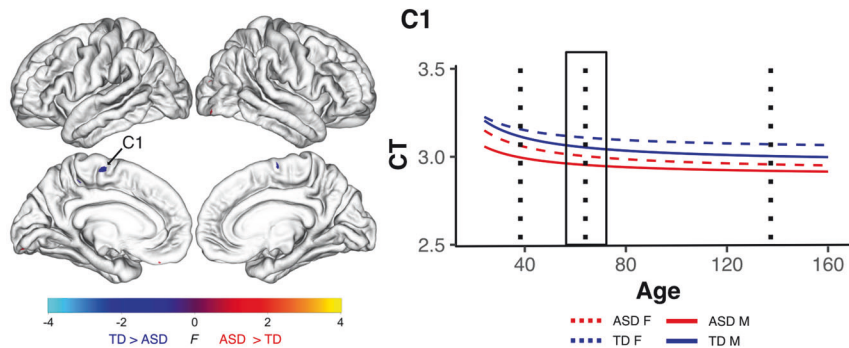 C1
C1
3.5
3.0
2.5
CT
40 80 120 160
Age
-4 -2 0 2 4
TD > ASD F ASD > TD
ASD F ASD M
TD F TD M